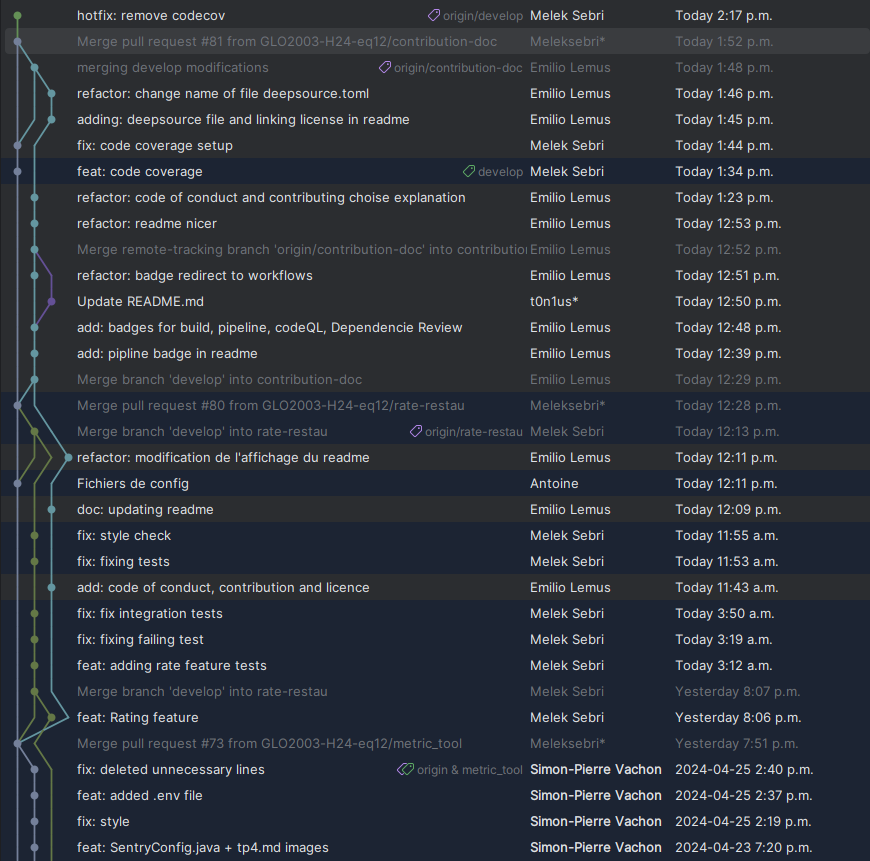 hotfix: remove codecov origin/develop Melek Sebri Today 2:17 p.m.
Merge pull request #81 from GLO2003-H24-eq12/contribution-doc Meleksebri* Today 1:52 p.m.
merging develop modifications origin/contribution-doc Emilio Lemus Today 1:48 p.m.
refactor: change name of file deepsource.toml Emilio Lemus Today 1:46 p.m.
adding: deepsource file and linking license in readme Emilio Lemus Today 1:45 p.m.
fix: code coverage setup Melek Sebri Today 1:44 p.m.
feat: code coverage develop Melek Sebri Today 1:34 p.m.
refactor: code of conduct and contributing choise explanation Emilio Lemus Today 1:23 p.m.
refactor: readme nicer Emilio Lemus Today 12:53 p.m.
Merge remote-tracking branch 'origin/contribution-doc' into contributio Emilio Lemus Today 12:52 p.m.
refactor: badge redirect to workflows Emilio Lemus Today 12:51 p.m.
Update README.md t0n1us* Today 12:50 p.m.
add: badges for build, pipeline, codeQL, Dependencie Review Emilio Lemus Today 12:48 p.m.
add: pipline badge in readme Emilio Lemus Today 12:39 p.m.
Merge branch 'develop' into contribution-doc Emilio Lemus Today 12:29 p.m.
Merge pull request #80 from GLO2003-H24-eq12/rate-restau Meleksebri* Today 12:28 p.m.
Merge branch 'develop' into rate-restau origin/rate-restau Melek Sebri Today 12:13 p.m.
refactor: modification de l'affichage du readme Emilio Lemus Today 12:11 p.m.
Fichiers de config Antoine Today 12:11 p.m.
doc: updating readme Emilio Lemus Today 12:09 p.m.
fix: style check Melek Sebri Today 11:55 a.m.
fix: fixing tests Melek Sebri Today 11:53 a.m.
add: code of conduct, contribution and licence Emilio Lemus Today 11:43 a.m.
fix: fix integration tests Melek Sebri Today 3:50 a.m.
fix: fixing failing test Melek Sebri Today 3:19 a.m.
feat: adding rate feature tests Melek Sebri Today 3:12 a.m.
Merge branch 'develop' into rate-restau Melek Sebri Yesterday 8:07 p.m.
feat: Rating feature Melek Sebri Yesterday 8:06 p.m.
Merge pull request #73 from GLO2003-H24-eq12/metric_tool Meleksebri* Yesterday 7:51 p.m.
fix: deleted unnecessary lines origin & metric_tool Simon-Pierre Vachon 2024-04-25 2:40 p.m.
feat: added .env file Simon-Pierre Vachon 2024-04-25 2:37 p.m.
fix: style Simon-Pierre Vachon 2024-04-25 2:19 p.m.
feat: SentryConfig.java + tp4.md images Simon-Pierre Vachon 2024-04-23 7:20 p.m.